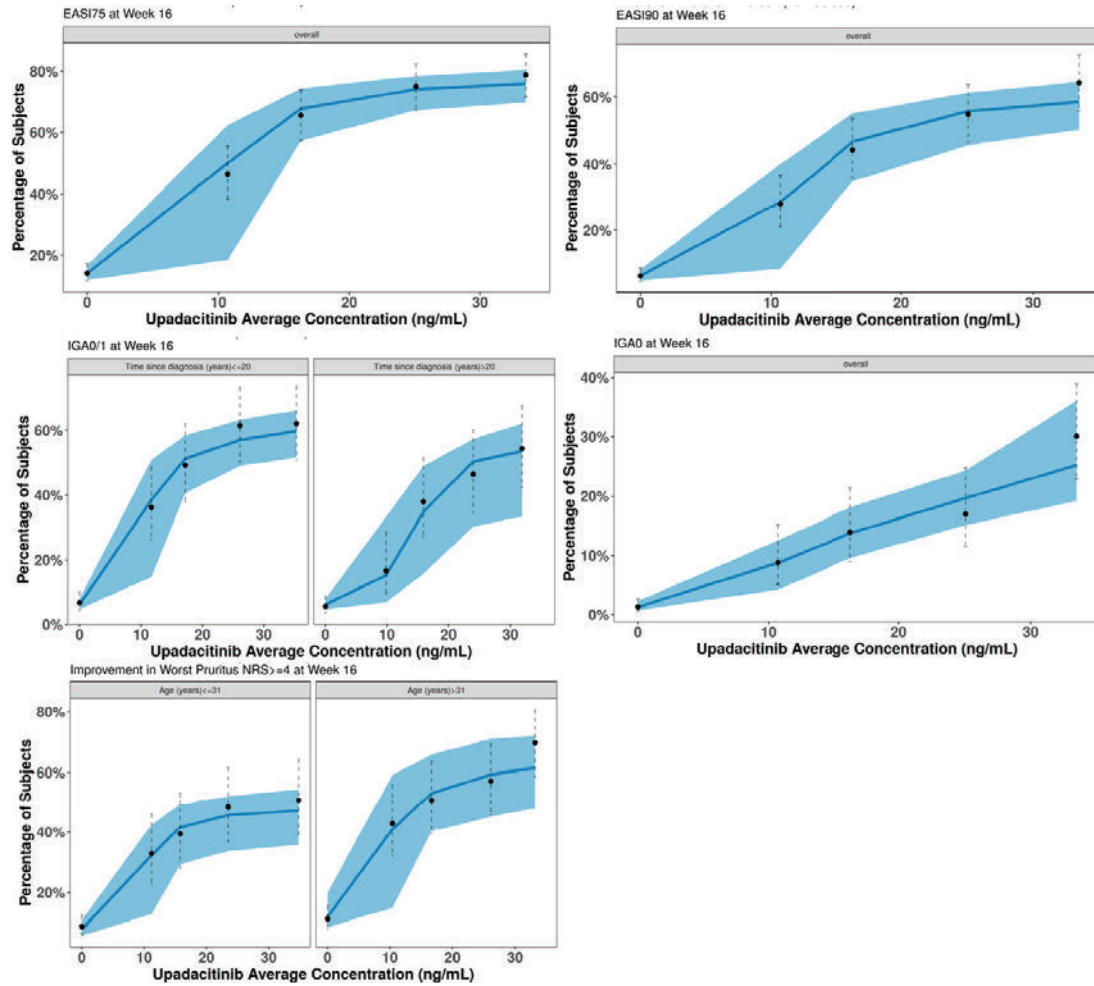 EASI75 at Week 16
overall
80%
60%
40%
20%
Percentage of Subjects
0 10 20 30
Upadacitinib Average Concentration (ng/mL)
EASI90 at Week 16
overall
60%
40%
20%
Percentage of Subjects
0 10 20 30
Upadacitinib Average Concentration (ng/mL)
IGA0/1 at Week 16
Time since diagnosis (years)<=20 Time since diagnosis (years)>20
60%
40%
20%
0%
Percentage of Subjects
0 10 20 30 0 10 20 30
Upadacitinib Average Concentration (ng/mL)
IGA0 at Week 16
overall
40%
30%
20%
10%
0%
Percentage of Subjects
0 10 20 30
Upadacitinib Average Concentration (ng/mL)
Improvement in Worst Pruritus NRS>=4 at Week 16
Age (years)<=31 Age (years)>31
80%
60%
40%
20%
Percentage of Subjects
0 10 20 30 0 10 20 30
Upadacitinib Average Concentration (ng/mL)